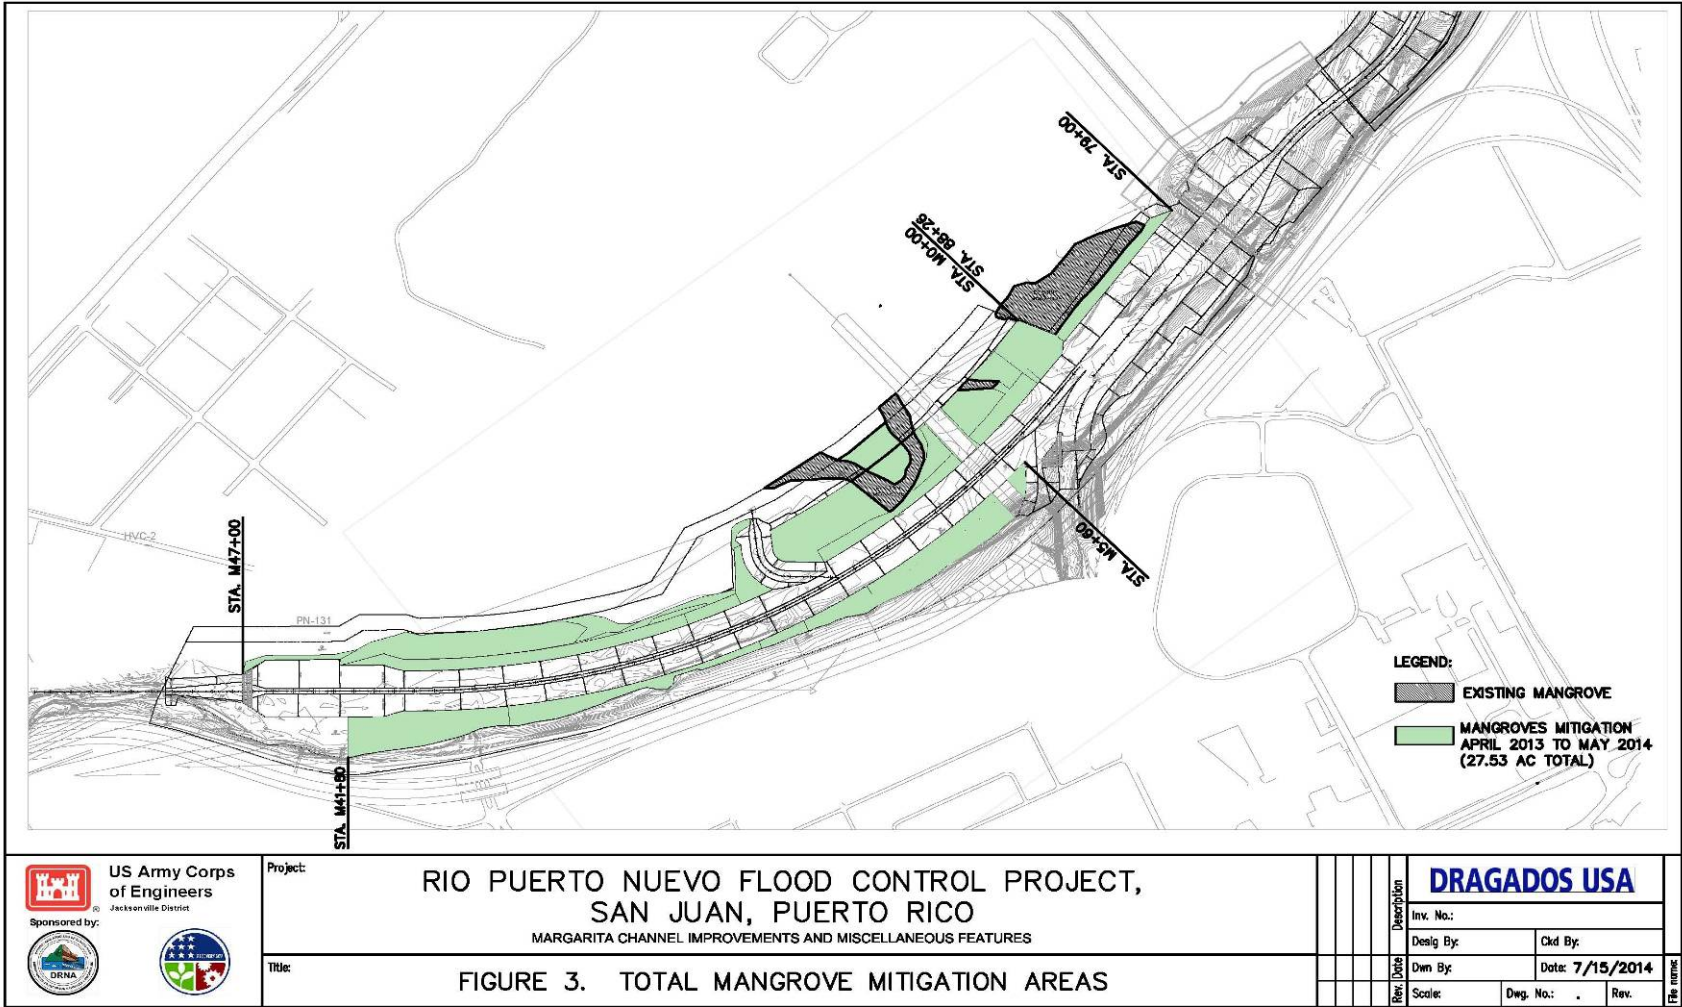 STA. 79+00
STA. 88+26
STA. M0+00
STA. M5+60
HVC-2
STA. M47+00
PN-131
STA. M41+80
LEGEND:
EXISTING MANGROVE
MANGROVES MITIGATION
APRIL 2013 TO MAY 2014
(27.53 AC TOTAL)
US Army Corps
of Engineers
Jacksonville District
®
Sponsored by:
DRNA
Project:
RIO PUERTO NUEVO FLOOD CONTROL PROJECT,
SAN JUAN, PUERTO RICO
MARGARITA CHANNEL IMPROVEMENTS AND MISCELLANEOUS FEATURES
Title:
FIGURE 3. TOTAL MANGROVE MITIGATION AREAS
Description
Date
Rev.
DRAGADOS USA
Inv. No.:
Desig By:
Ckd By:
Dwn By:
Date: 7/15/2014
Scale:
Dwg. No.: .
Rev.
File name: